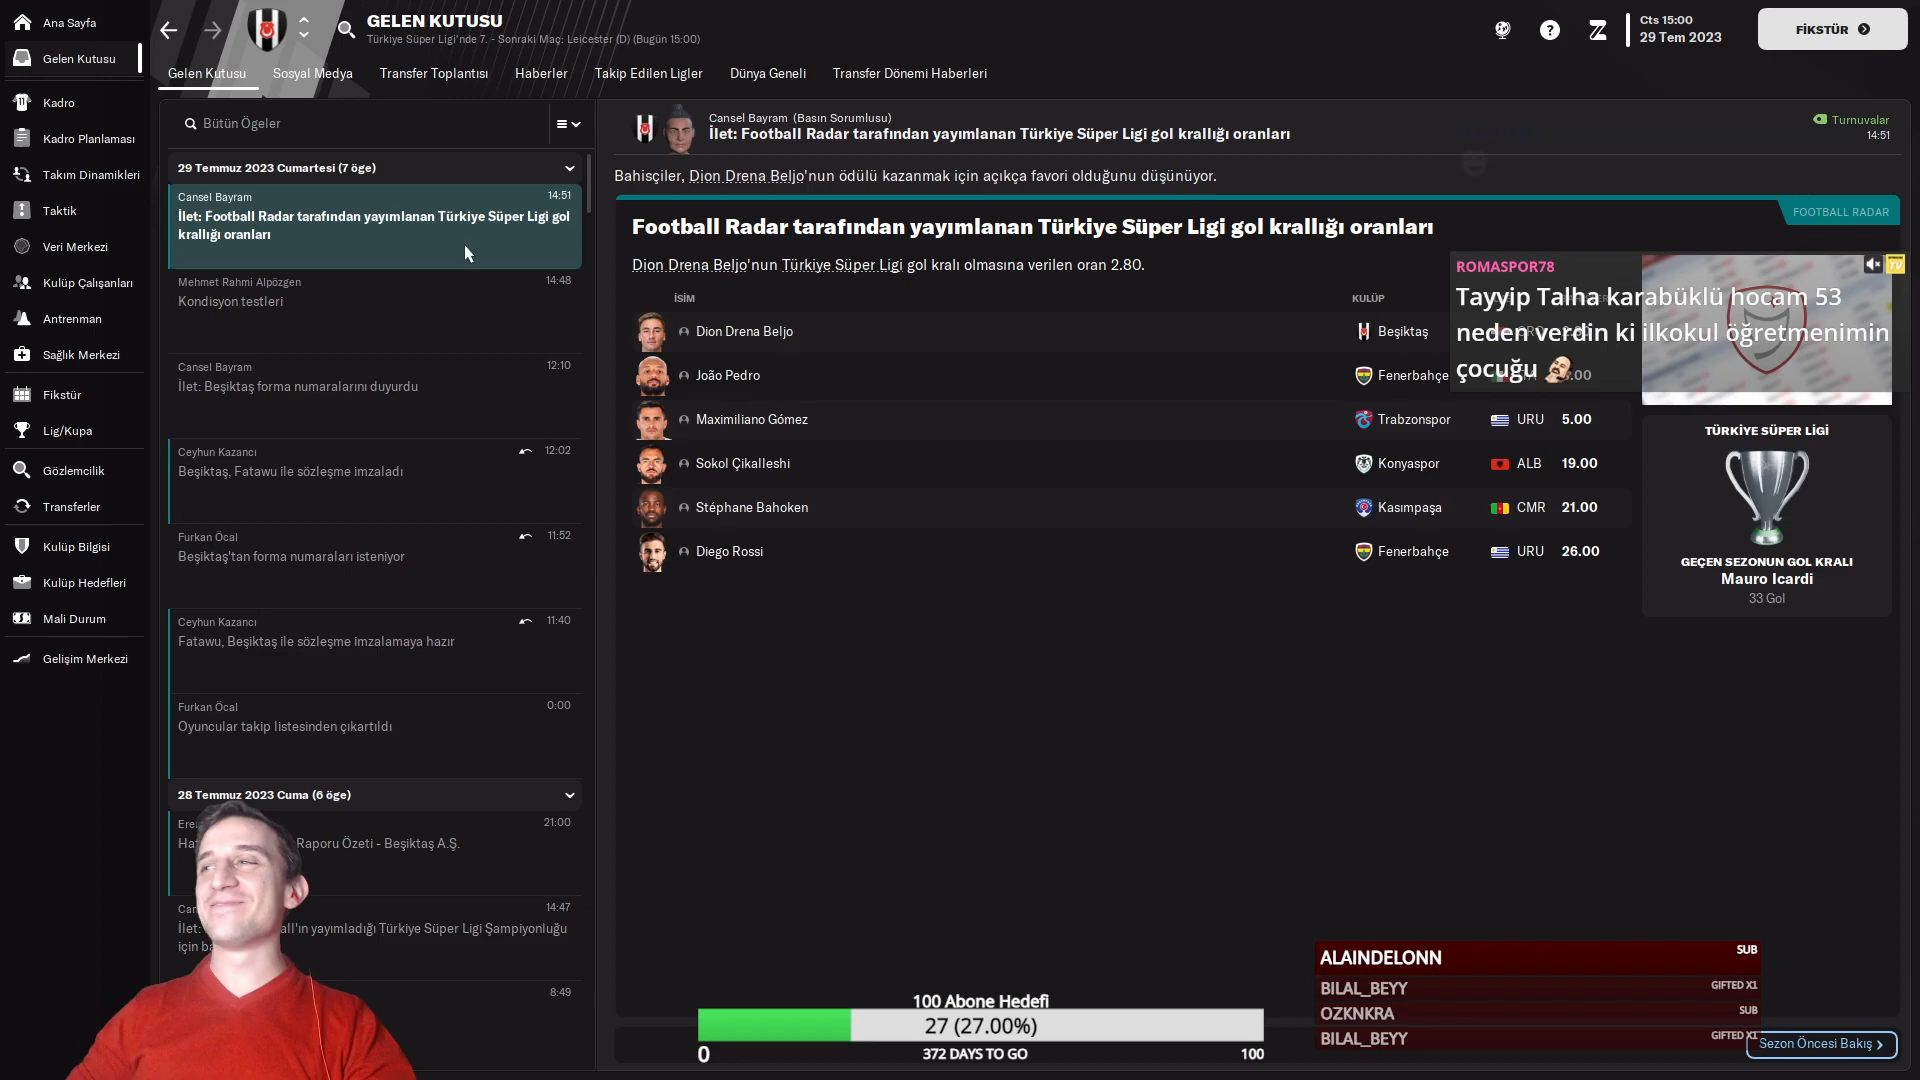 Ana Sayfa
Gelen Kutusu
Kadro
Kadro Planlaması
Takım Dinamikleri
Taktik
Veri Merkezi
Kulüp Çalışanları
Antrenman
Sağlık Merkezi
Fikstür
Lig/Kupa
Gözlemcilik
Transferler
Kulüp Bilgisi
Kulüp Hedefleri
Mali Durum
Gelişim Merkezi
GELEN KUTUSU
Türkiye Süper Ligi'nde 7. - Sonraki Maç: Leicester (D) (Bugün 15:00)
Cts 15:00
29 Tem 2023
FİKSTÜR
Gelen Kutusu Sosyal Medya Transfer Toplantısı Haberler Takip Edilen Ligler Dünya Geneli Transfer Dönemi Haberleri
Bütün Ögeler
29 Temmuz 2023 Cumartesi (7 öge)
Cansel Bayram 14:51
İlet: Football Radar tarafından yayımlanan Türkiye Süper Ligi gol
krallığı oranları
Mehmet Rahmi Alpözgen 14:48
Kondisyon testleri
Cansel Bayram 12:10
İlet: Beşiktaş forma numaralarını duyurdu
Ceyhun Kazancı 12:02
Beşiktaş, Fatawu ile sözleşme imzaladı
Furkan Öcal 11:52
Beşiktaş'tan forma numaraları isteniyor
Ceyhun Kazancı 11:40
Fatawu, Beşiktaş ile sözleşme imzalamaya hazır
Furkan Öcal 0:00
Oyuncular takip listesinden çıkartıldı
28 Temmuz 2023 Cuma (6 öge)
21:00
Raporu Özeti - Beşiktaş A.Ş.
14:47
İlet: all'ın yayımladığı Türkiye Süper Ligi Şampiyonluğu
için
8:49
Cansel Bayram (Basın Sorumlusu)
İlet: Football Radar tarafından yayımlanan Türkiye Süper Ligi gol krallığı oranları
Turnuvalar
14:51
Bahisçiler, Dion Drena Beljo'nun ödülü kazanmak için açıkça favori olduğunu düşünüyor.
FOOTBALL RADAR
Football Radar tarafından yayımlanan Türkiye Süper Ligi gol krallığı oranları
Dion Drena Beljo'nun Türkiye Süper Ligi gol kralı olmasına verilen oran 2.80.
İSİM KULÜP
Dion Drena Beljo Beşiktaş
João Pedro Fenerbahçe
Maximiliano Gómez Trabzonspor URU 5.00
Sokol Çikalleshi Konyaspor ALB 19.00
Stéphane Bahoken Kasımpaşa CMR 21.00
Diego Rossi Fenerbahçe URU 26.00
ROMASPOR78
Tayyip Talha karabüklü hocam 53
neden verdin ki ilkokul öğretmenimin
çocuğu
TV
TÜRKİYE SÜPER LİGİ
GEÇEN SEZONUN GOL KRALI
Mauro Icardi
33 Gol
ALAINDELONN SUB
BILAL_BEYY GIFTED X1
OZKNKRA SUB
BILAL_BEYY GIFTED X1
100 Abone Hedefi
27 (27.00%)
0 372 DAYS TO GO 100
Sezon Öncesi Bakış